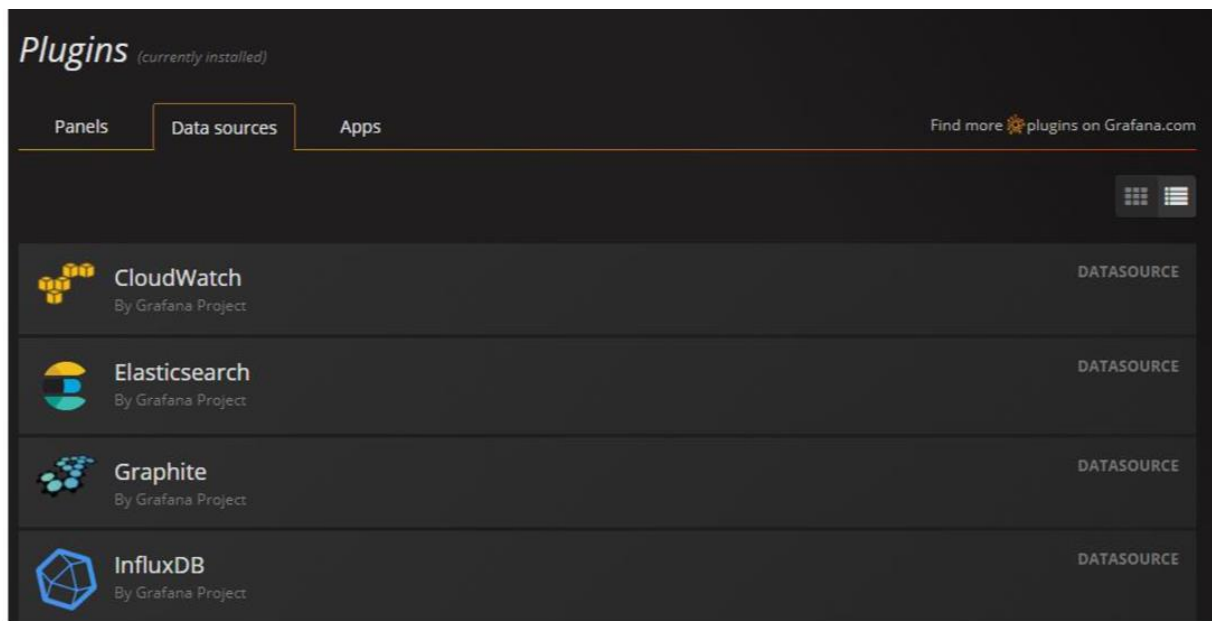 Plugins (currently installed)
Panels Data sources Apps Find more plugins on Grafana.com
CloudWatch DATASOURCE
By Grafana Project
Elasticsearch DATASOURCE
By Grafana Project
Graphite DATASOURCE
By Grafana Project
InfluxDB DATASOURCE
By Grafana Project